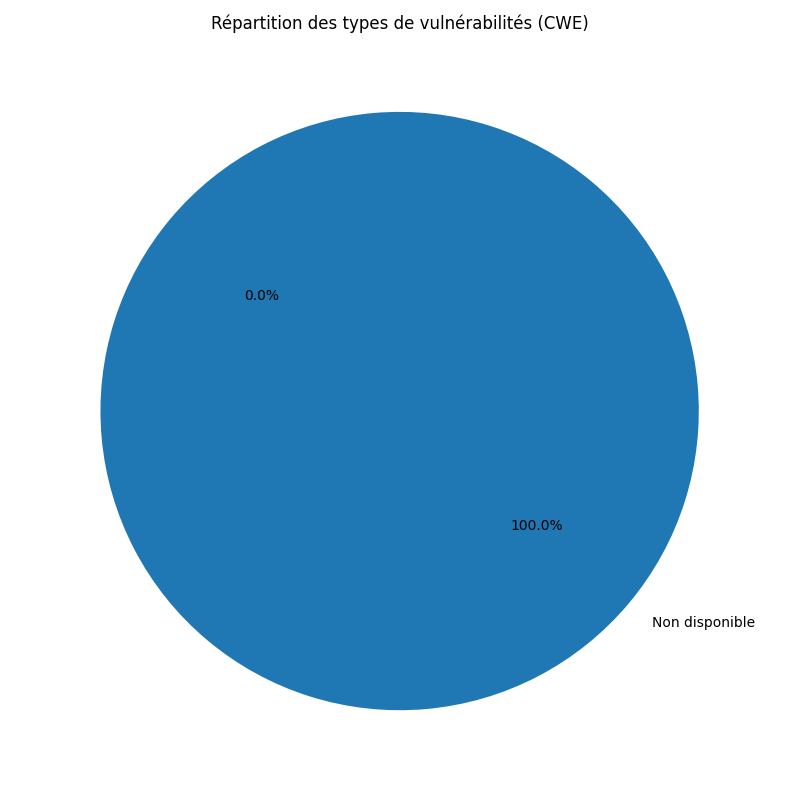 Répartition des types de vulnérabilités (CWE)
0.0%
100.0%
Non disponible